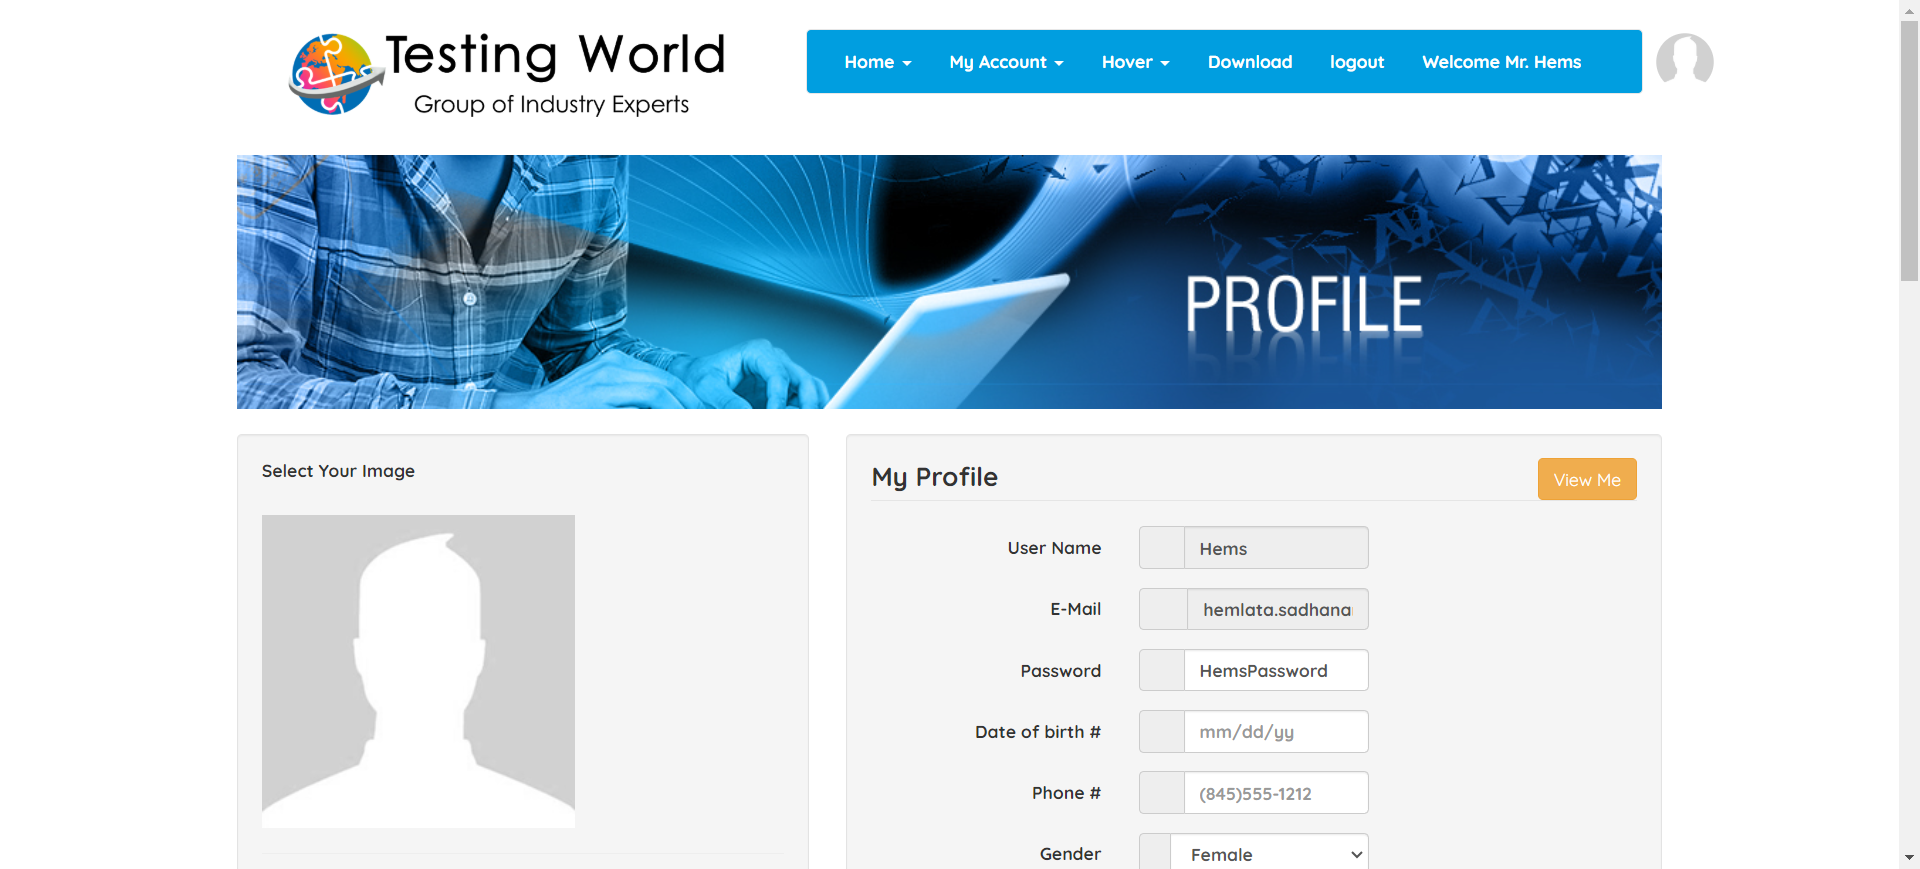 Testing World
Group of Industry Experts
Home My Account Hover Download logout Welcome Mr. Hems
PROFILE
Select Your Image
My Profile
View Me
User Name Hems
E-Mail hemlata.sadhana
Password HemsPassword
Date of birth # mm/dd/yy
Phone # (845)555-1212
Gender Female